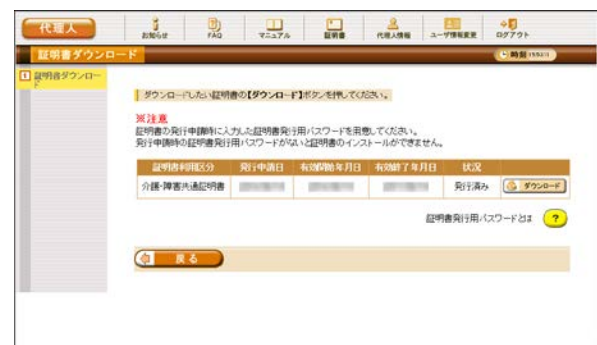 代理人
お知らせ
FAQ
マニュアル
証明書
代理人情報
ユーザ情報変更
ログアウト
証明書ダウンロード
時刻
1 証明書ダウンロー
ド
ダウンロードしたい証明書の【ダウンロード】ボタンを押してください。
※注意
証明書の発行申請時に入力した証明書発行用パスワードを用意してください。
発行申請時の証明書発行用パスワードがないと証明書のインストールができません。
証明書利用区分 発行申請日 有効開始年月日 有効終了年月日 状況
介護・障害共通証明書 発行済み ダウンロード
証明書発行用パスワードとは ?
戻る